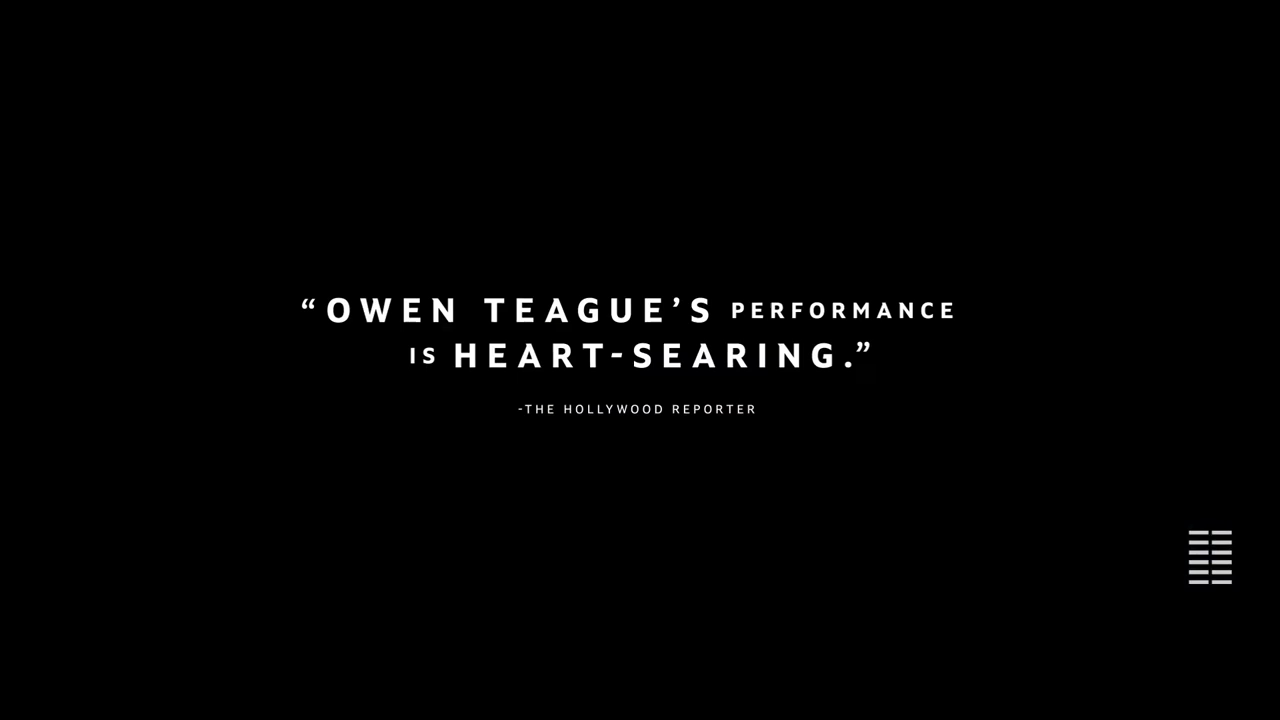 “OWEN TEAGUE’S PERFORMANCE
IS HEART-SEARING.”
-THE HOLLYWOOD REPORTER